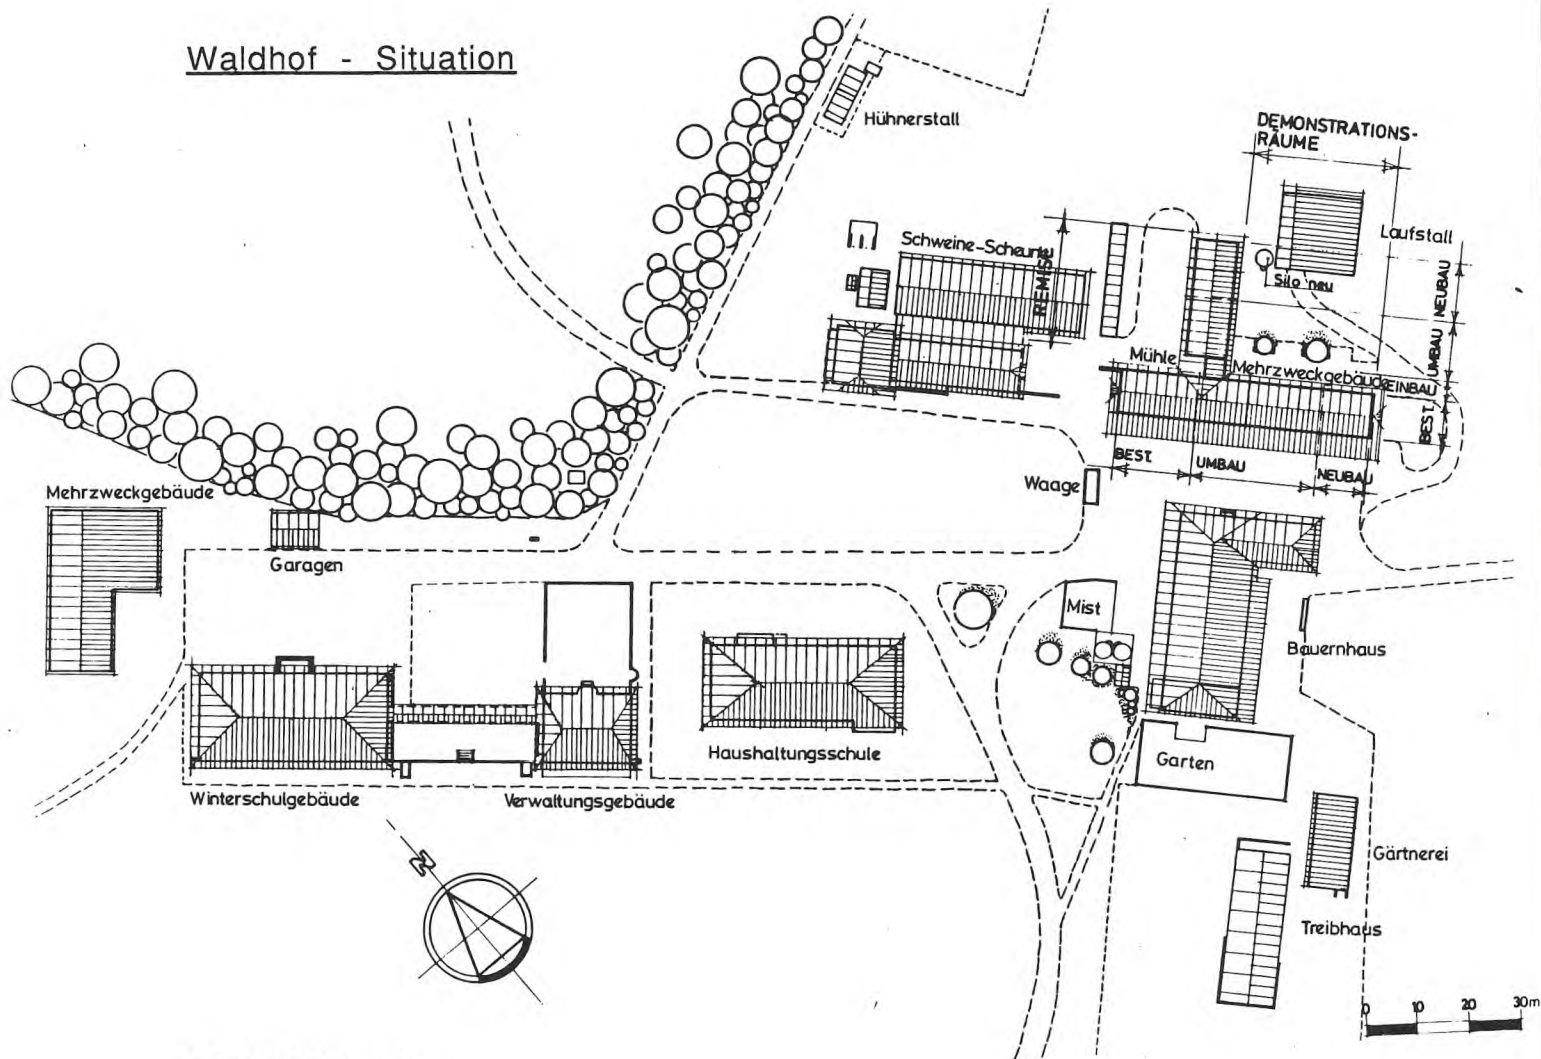 Waldhof - Situation
Hühnerstall
DEMONSTRATIONS-
RÄUME
Laufstall
Schweine-Scheune
REMISE
Silo neu
NEUBAU
UMBAU
Mühle
Mehrzweckgebäude
EINBAU
BEST.
BEST.
UMBAU
NEUBAU
Waage
Mehrzweckgebäude
Garagen
Mist
Bauernhaus
Haushaltungsschule
Garten
Winterschulgebäude
Verwaltungsgebäude
N
Gärtnerei
Treibhaus
0 10 20 30m